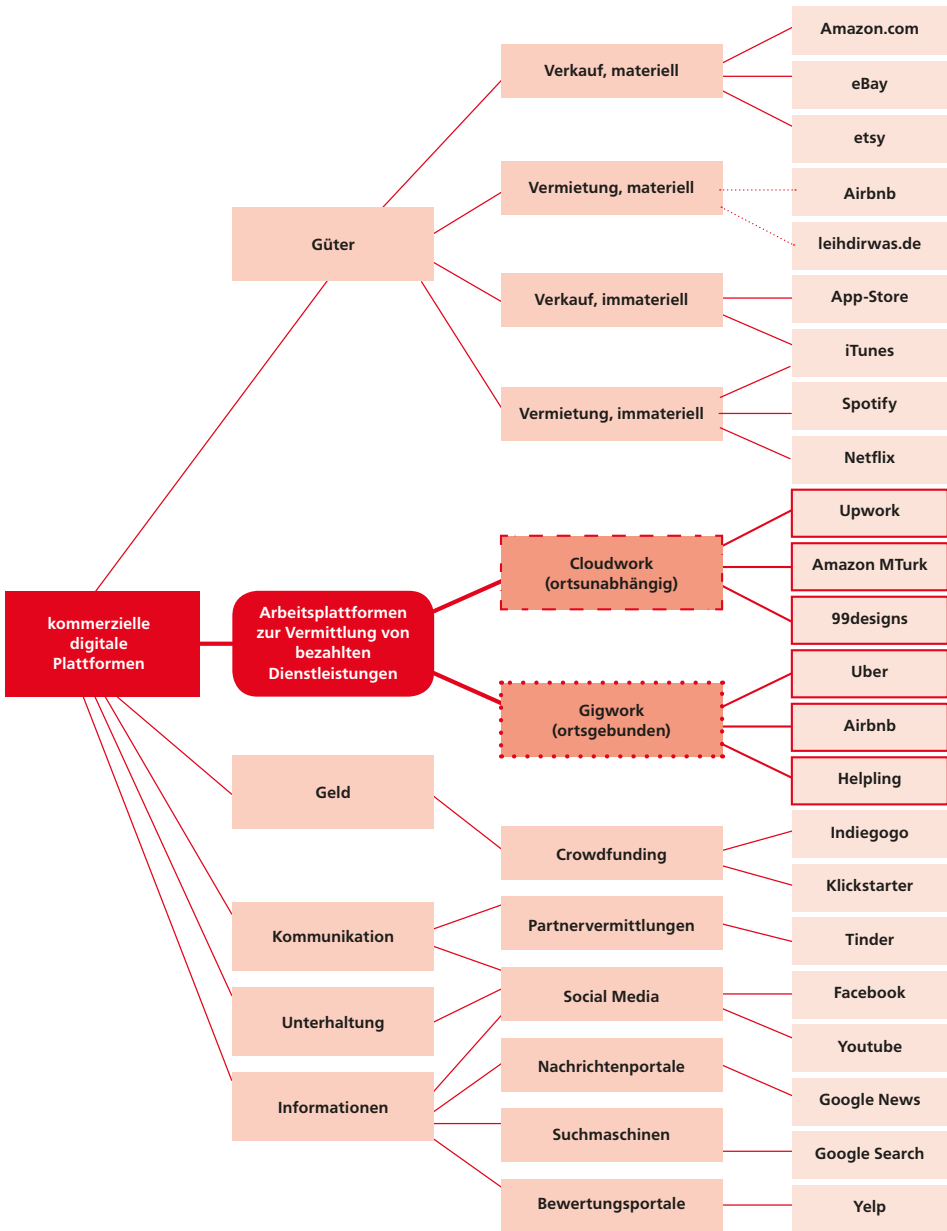 kommerzielle
digitale
Plattformen
Güter
Arbeitsplattformen
zur Vermittlung von
bezahlten
Dienstleistungen
Geld
Kommunikation
Unterhaltung
Informationen
Verkauf, materiell
Vermietung, materiell
Verkauf, immateriell
Vermietung, immateriell
Cloudwork
(ortsunabhängig)
Gigwork
(ortsgebunden)
Crowdfunding
Partnervermittlungen
Social Media
Nachrichtenportale
Suchmaschinen
Bewertungsportale
Amazon.com
eBay
etsy
Airbnb
leihdirwas.de
App-Store
iTunes
Spotify
Netflix
Upwork
Amazon MTurk
99designs
Uber
Airbnb
Helpling
Indiegogo
Klickstarter
Tinder
Facebook
Youtube
Google News
Google Search
Yelp